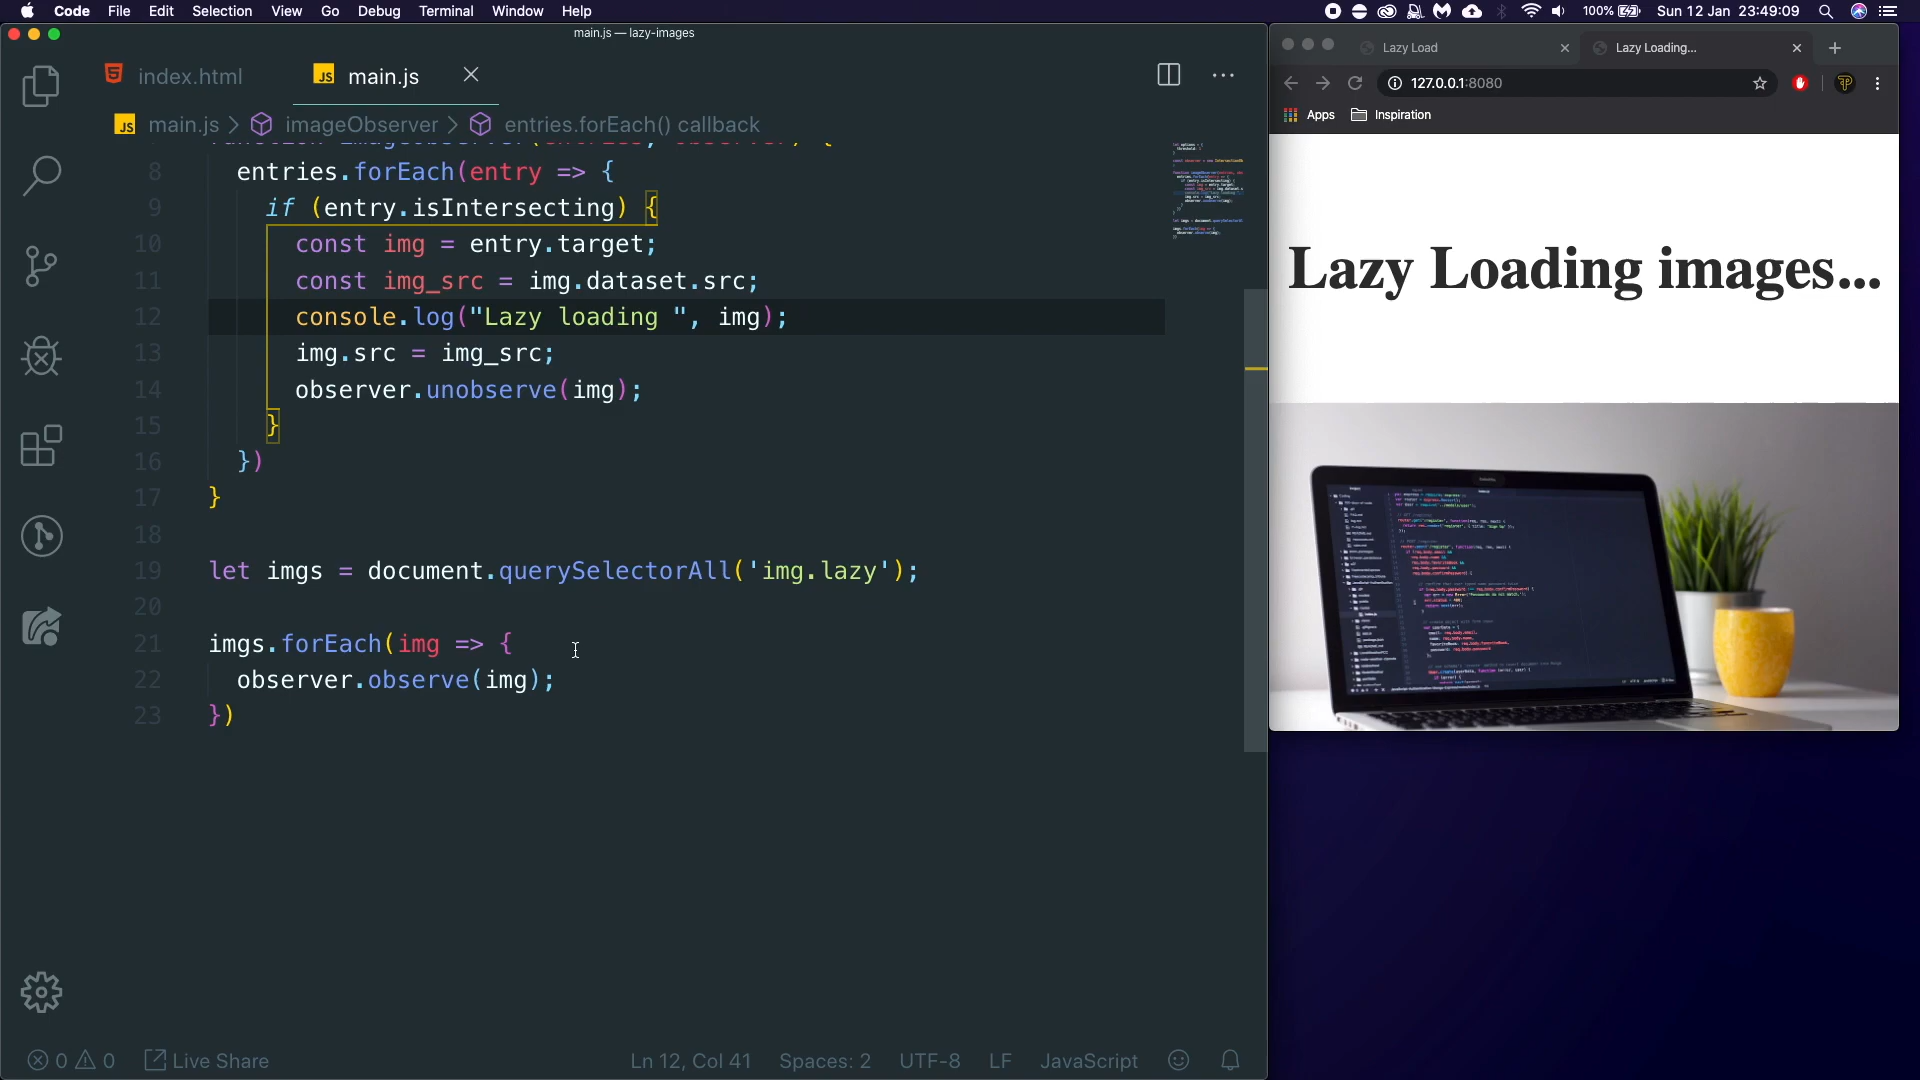 Code File Edit Selection View Go Debug Terminal Window Help 100% Sun 12 Jan 23:49:09
main.js — lazy-images
index.html main.js
main.js > imageObserver > entries.forEach() callback
8 entries.forEach(entry => {
9 if (entry.isIntersecting) {
10 const img = entry.target;
11 const img_src = img.dataset.src;
12 console.log("Lazy loading ", img);
13 img.src = img_src;
14 observer.unobserve(img);
15 }
16 })
17 }
18
19 let imgs = document.querySelectorAll('img.lazy');
20
21 imgs.forEach(img => {
22 observer.observe(img);
23 })
0 0 Live Share Ln 12, Col 41 Spaces: 2 UTF-8 LF JavaScript
Lazy Load Lazy Loading...
127.0.0.1:8080
Apps Inspiration
Lazy Loading images...